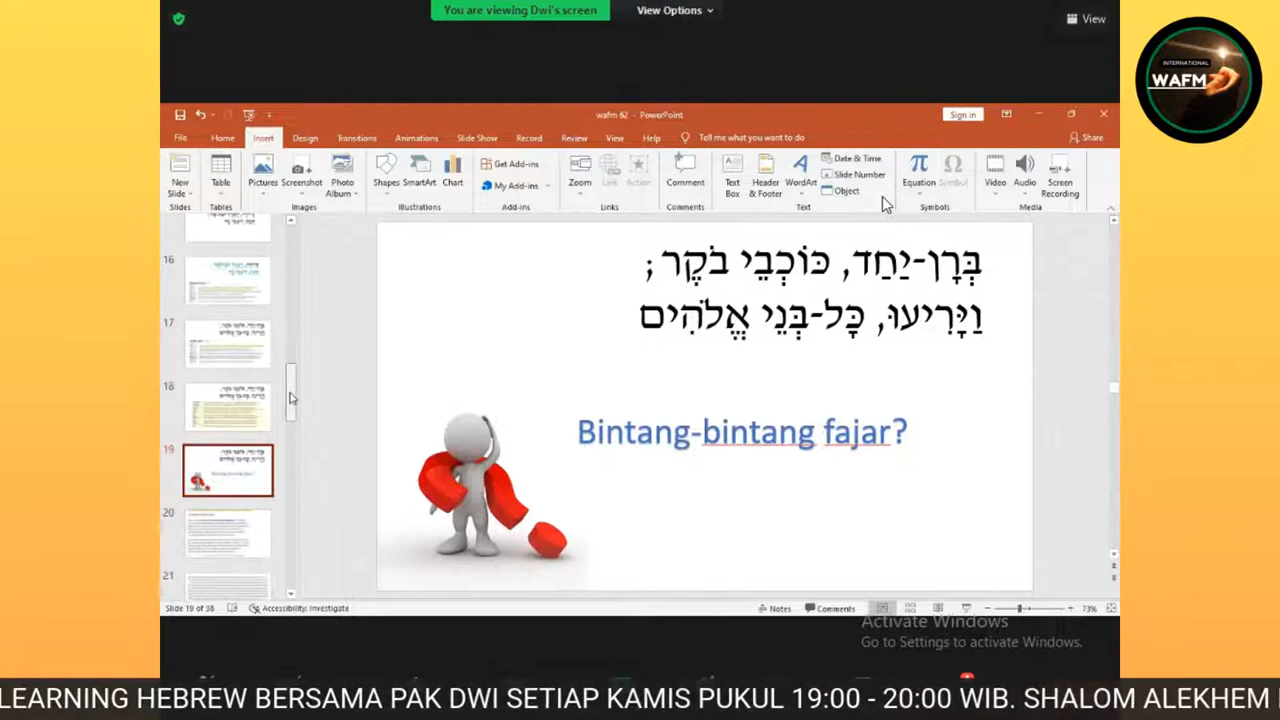 You are viewing Dwi's screen
View Options
View
INTERNATIONAL
WAFM
wafm 62 - PowerPoint
Sign in
File Home Insert Design Transitions Animations Slide Show Record Review View Help Tell me what you want to do
Share
New Slide
Table
Pictures
Screenshot
Photo Album
Shapes
SmartArt
Chart
Get Add-ins
My Add-ins
Zoom
Link
Action
Comment
Text Box
Header & Footer
WordArt
Date & Time
Slide Number
Object
Equation
Symbol
Video
Audio
Screen Recording
Slides Tables Images Illustrations Add-ins Links Comments Text Symbols Media
16
17
18
19
20
21
בְּרָן-יַחַד, כּוֹכְבֵי בֹקֶר;
וַיָּרִיעוּ, כָּל-בְּנֵי אֱלֹהִים
Bintang-bintang fajar?
Slide 19 of 38
Accessibility: Investigate
Notes
Comments
73%
Activate Windows
Go to Settings to activate Windows.
LEARNING HEBREW BERSAMA PAK DWI SETIAP KAMIS PUKUL 19:00 - 20:00 WIB. SHALOM ALEKHEM